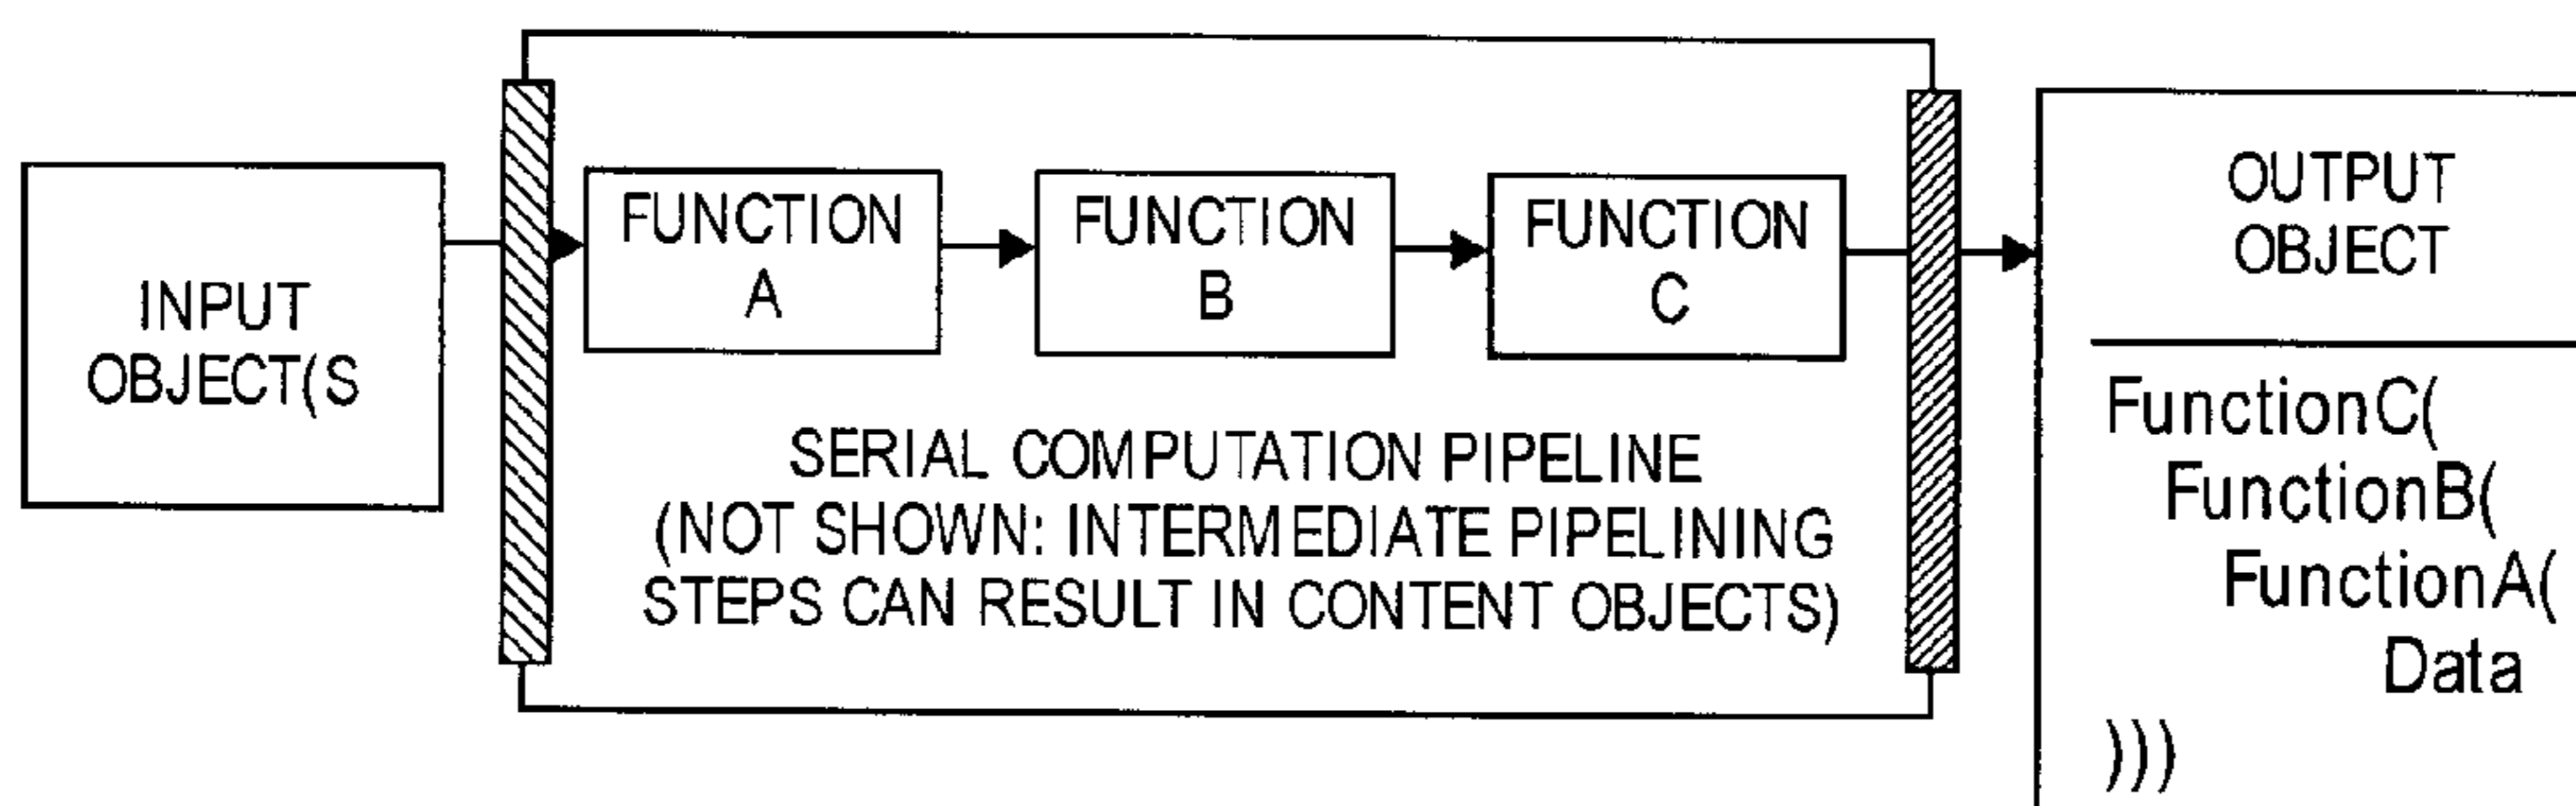 INPUT
OBJECT(S
FUNCTION
A
FUNCTION
B
FUNCTION
C
SERIAL COMPUTATION PIPELINE
(NOT SHOWN: INTERMEDIATE PIPELINING
STEPS CAN RESULT IN CONTENT OBJECTS)
OUTPUT
OBJECT
FunctionC(
FunctionB(
FunctionA(
Data
)))